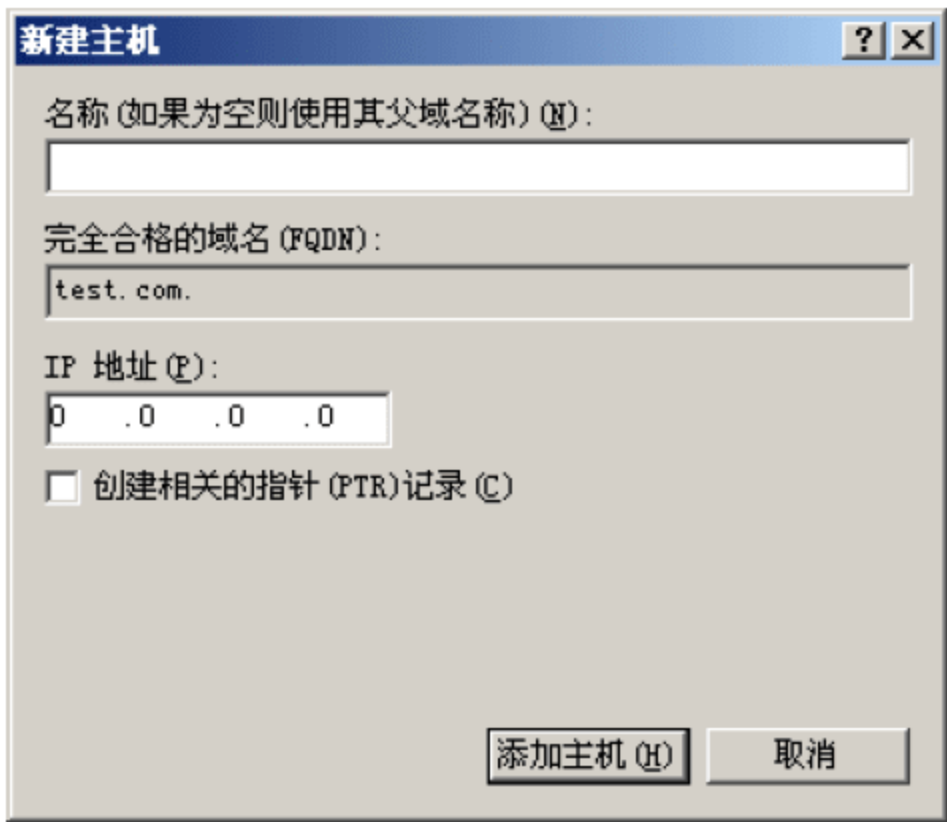 新建主机
名称(如果为空则使用其父域名称)(N):
完全合格的域名(FQDN):
test.com.
IP 地址(P):
0 .0 .0 .0
创建相关的指针(PTR)记录(C)
添加主机(H) 取消